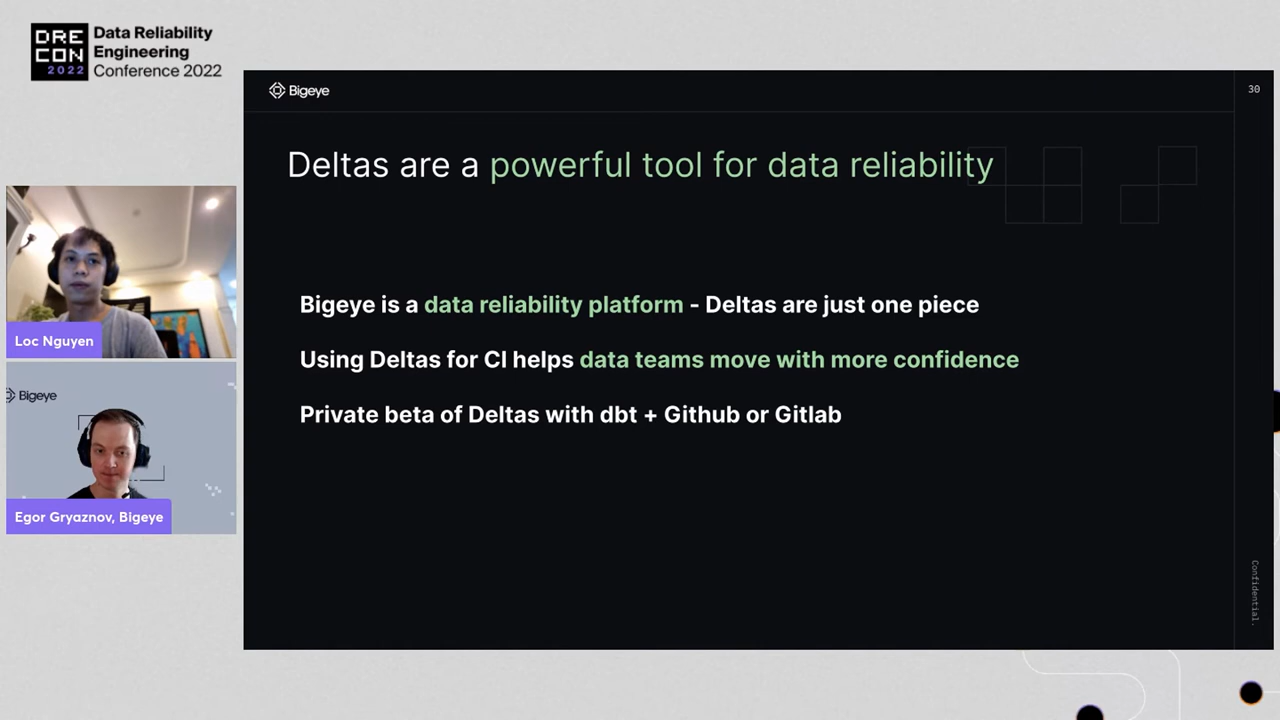 DRE
CON
2022
Data Reliability
Engineering
Conference 2022
Bigeye
30
Deltas are a powerful tool for data reliability
Bigeye is a data reliability platform - Deltas are just one piece
Using Deltas for CI helps data teams move with more confidence
Private beta of Deltas with dbt + Github or Gitlab
Confidential.
Loc Nguyen
Bigeye
Egor Gryaznov, Bigeye